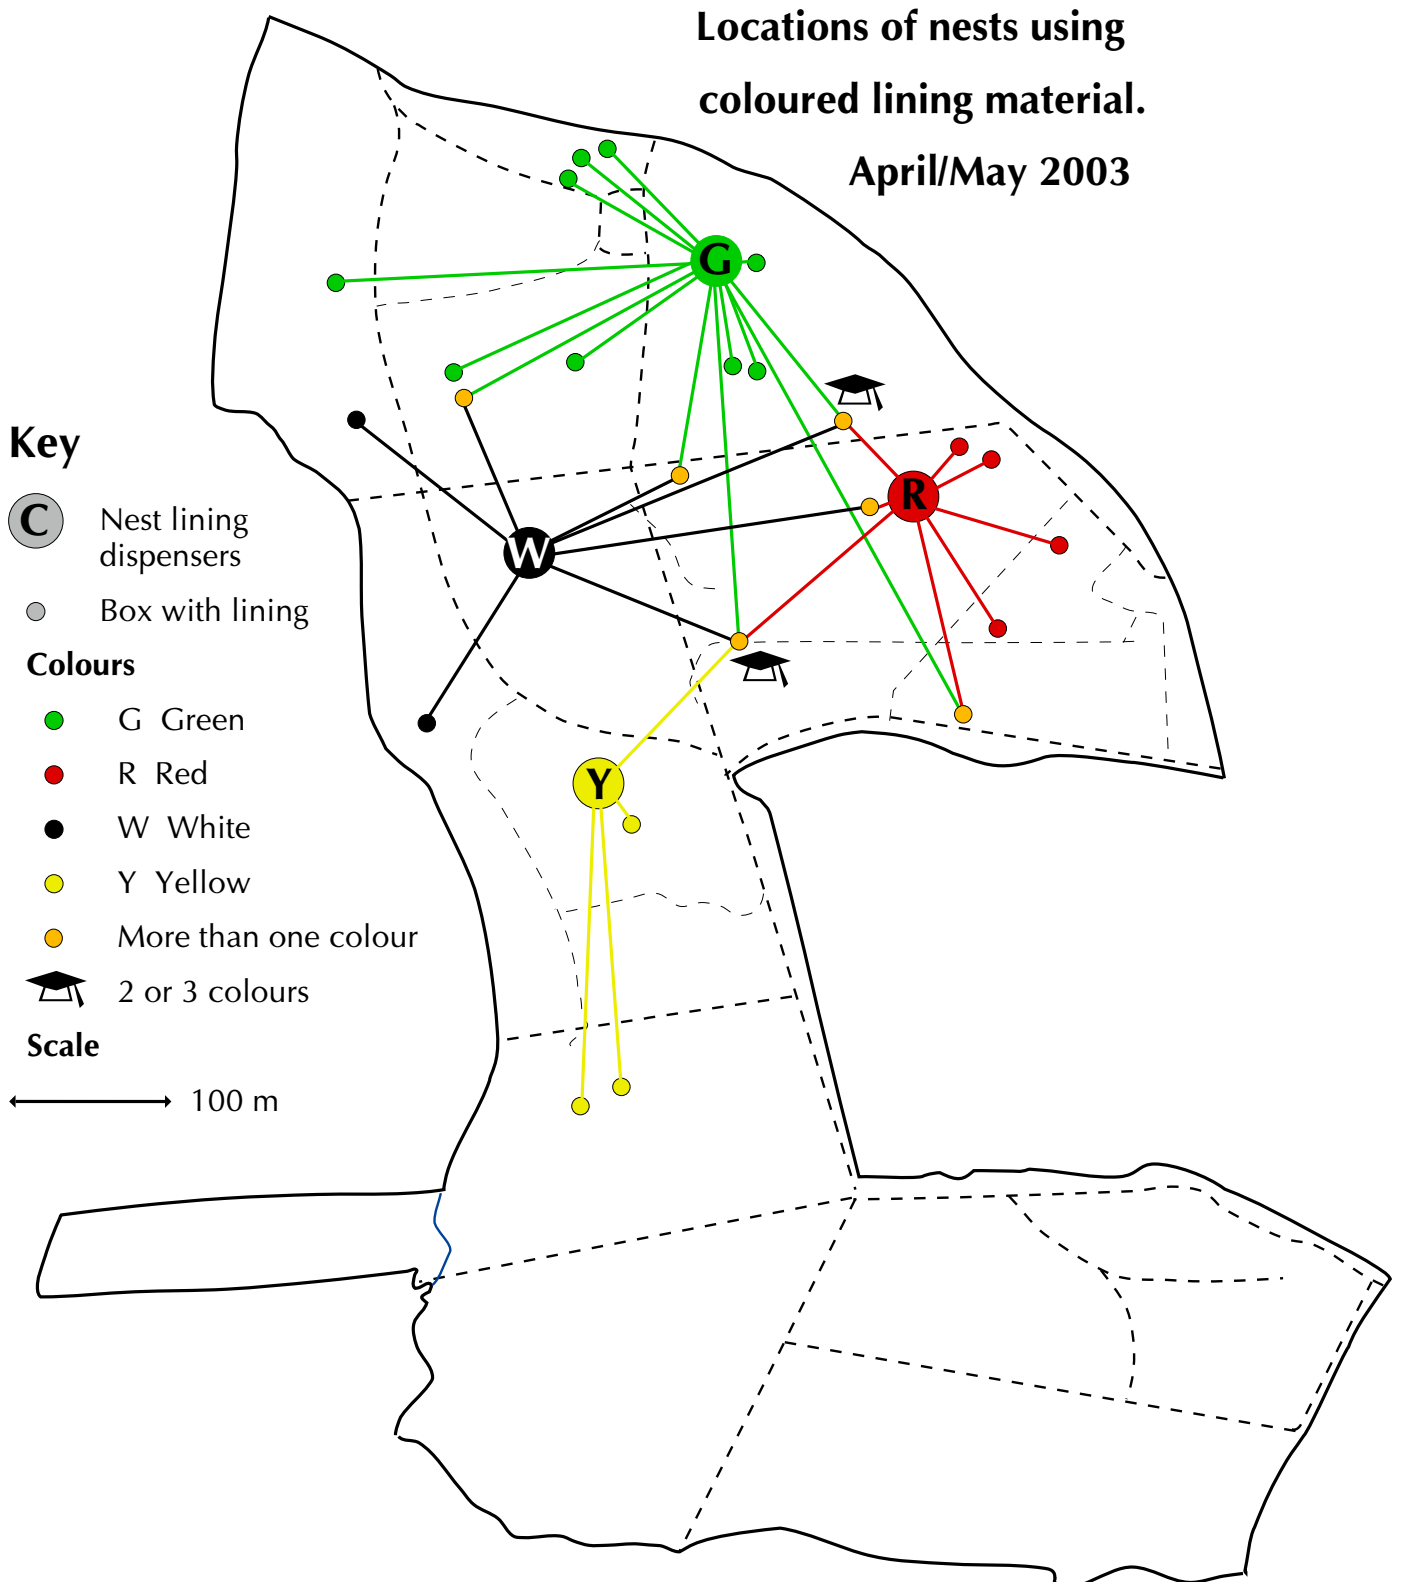 Locations of nests using
coloured lining material.
April/May 2003
G
R
W
Y
Key
C
Nest lining
dispensers
Box with lining
Colours
G Green
R Red
W White
Y Yellow
More than one colour
2 or 3 colours
Scale
100 m